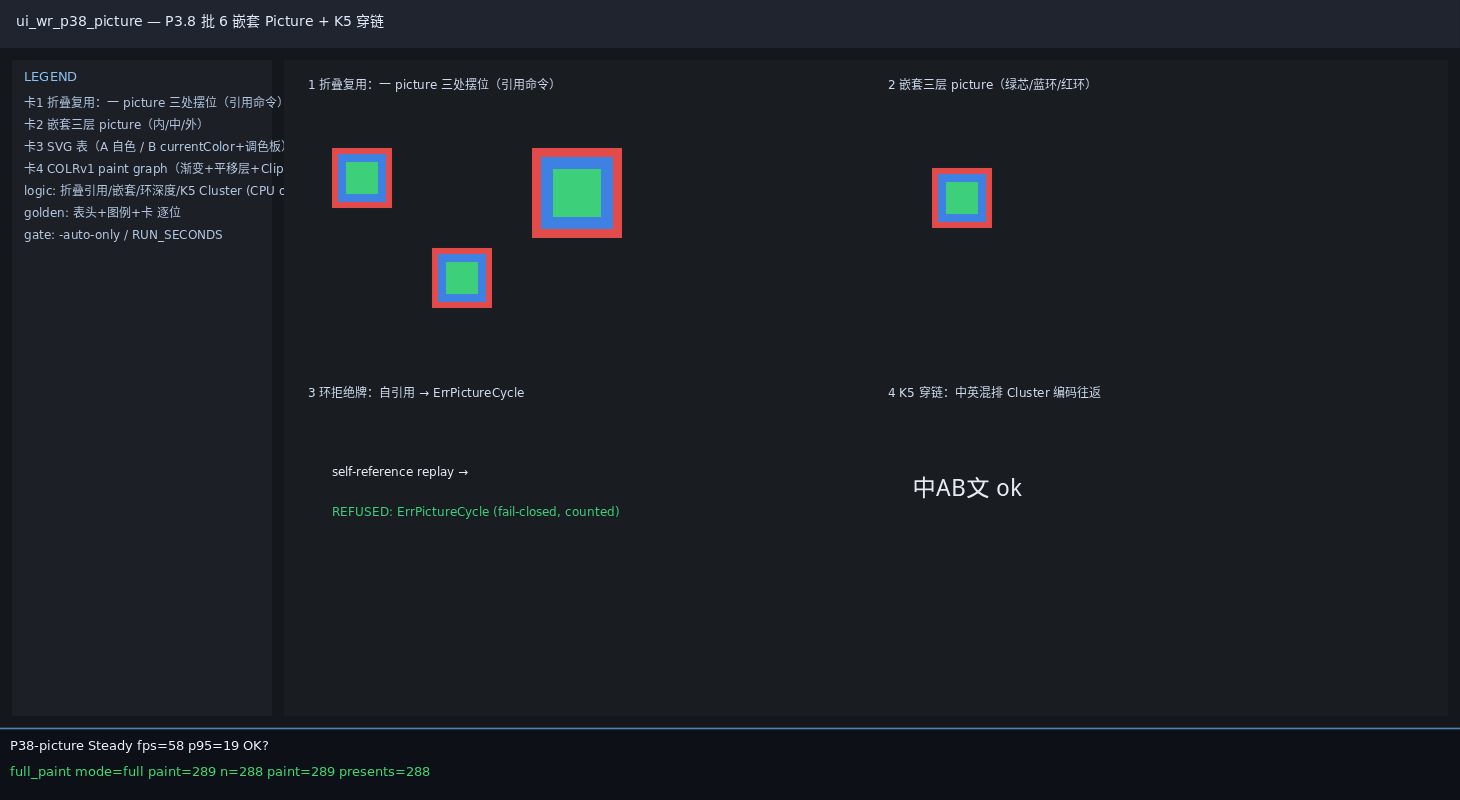 ui_wr_p38_picture — P3.8 批 6 嵌套 Picture + K5 穿链
LEGEND
卡1 折叠复用：一 picture 三处摆位（引用命令）
卡2 嵌套三层 picture（内/中/外）
卡3 SVG 表（A 自色 / B currentColor+调色板）
卡4 COLRv1 paint graph（渐变+平移层+Clip
logic: 折叠引用/嵌套/环深度/K5 Cluster (CPU
golden: 表头+图例+卡 逐位
gate: -auto-only / RUN_SECONDS
1 折叠复用：一 picture 三处摆位（引用命令）
2 嵌套三层 picture（绿芯/蓝环/红环）
3 环拒绝牌：自引用 → ErrPictureCycle
self-reference replay →
REFUSED: ErrPictureCycle (fail-closed, counted)
4 K5 穿链：中英混排 Cluster 编码往返
中AB文 ok
P38-picture Steady fps=58 p95=19 OK?
full_paint mode=full paint=289 n=288 paint=289 presents=288